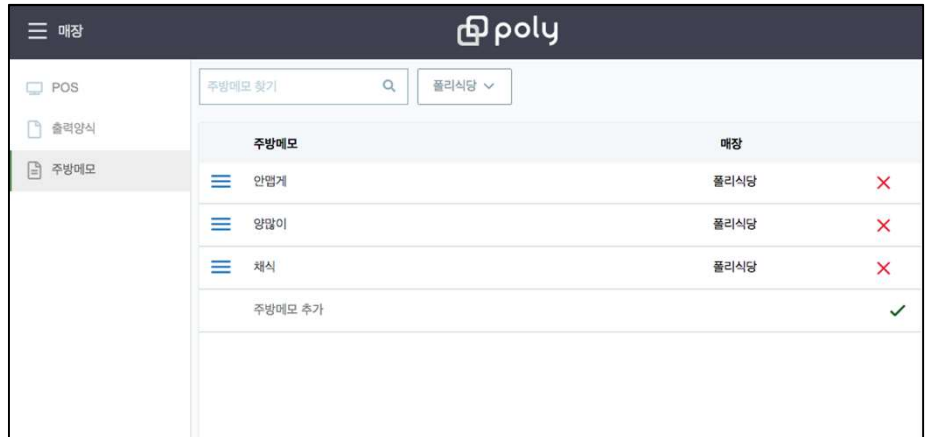 매장
poly
POS
출력양식
주방메모
주방메모 찾기
폴리식당
주방메모 매장
안맵게 폴리식당
양많이 폴리식당
채식 폴리식당
주방메모 추가